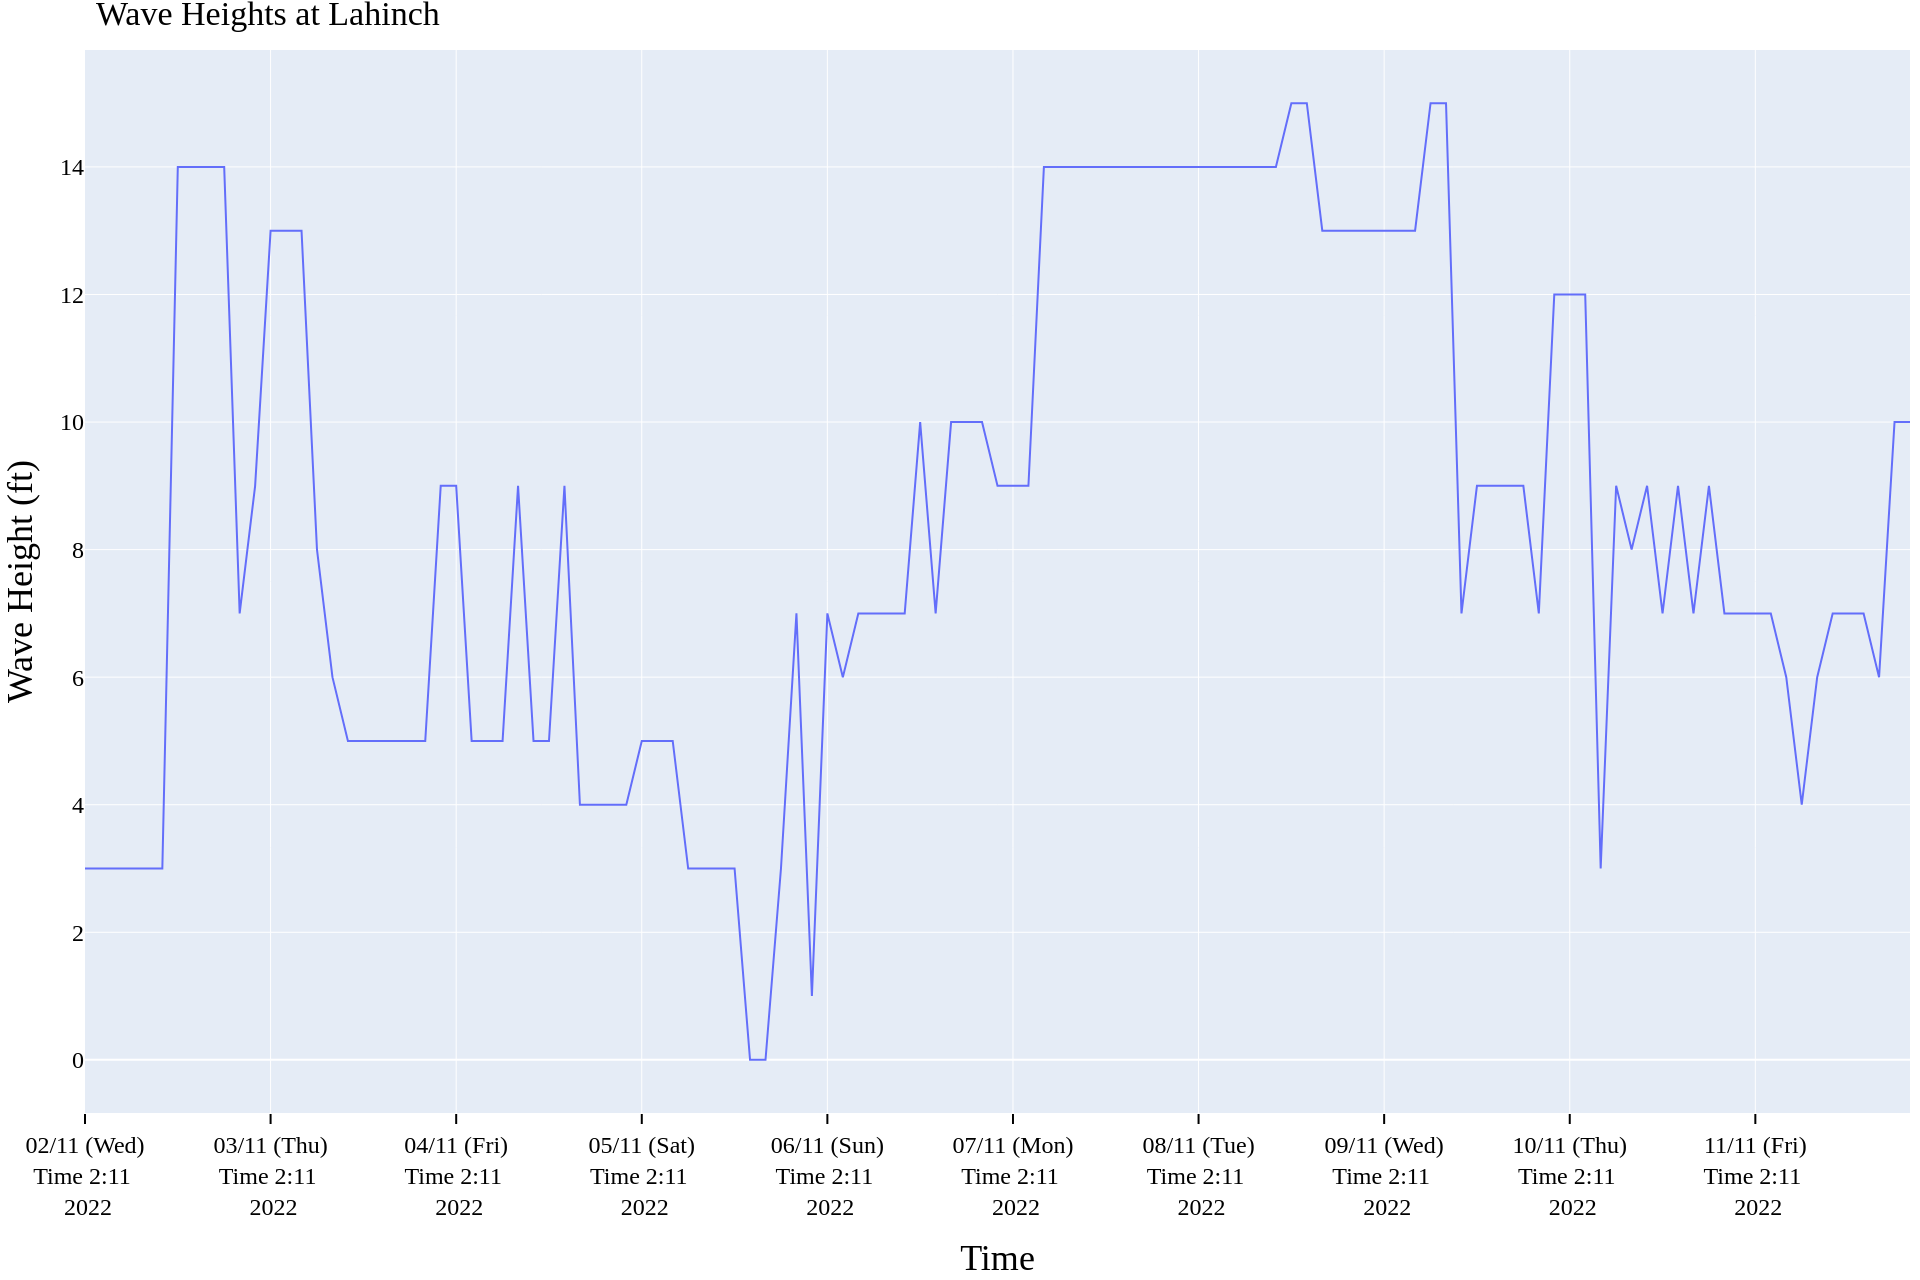 Wave Heights at Lahinch
Wave Height (ft)
14
12
10
8
6
4
2
0
02/11 (Wed)
Time 2:11
2022
03/11 (Thu)
Time 2:11
2022
04/11 (Fri)
Time 2:11
2022
05/11 (Sat)
Time 2:11
2022
06/11 (Sun)
Time 2:11
2022
07/11 (Mon)
Time 2:11
2022
08/11 (Tue)
Time 2:11
2022
09/11 (Wed)
Time 2:11
2022
10/11 (Thu)
Time 2:11
2022
11/11 (Fri)
Time 2:11
2022
Time